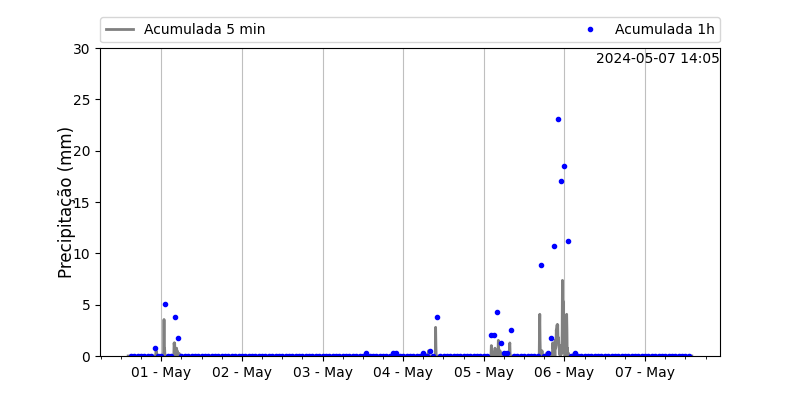 Acumulada 5 min
Acumulada 1h
2024-05-07 14:05
Precipitação (mm)
30
25
20
15
10
5
0
01 - May
02 - May
03 - May
04 - May
05 - May
06 - May
07 - May